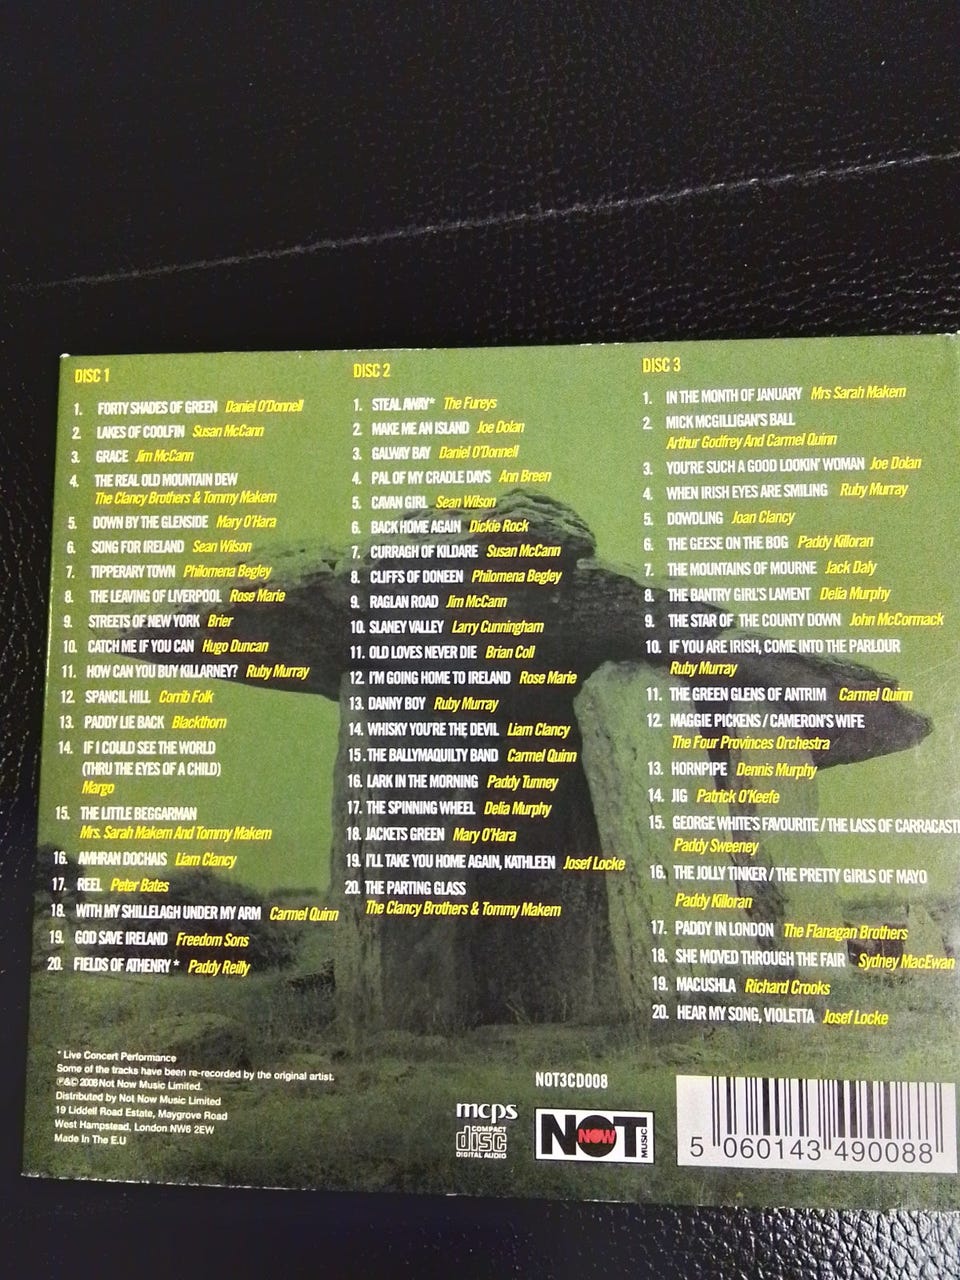 DISC 1
1. FORTY SHADES OF GREEN Daniel O'Donnell
2. LAKES OF COOLFIN Susan McCann
3. GRACE Jim McCann
4. THE REAL OLD MOUNTAIN DEW
The Clancy Brothers & Tommy Makem
5. DOWN BY THE GLENSIDE Mary O'Hara
6. SONG FOR IRELAND Sean Wilson
7. TIPPERARY TOWN Philomena Begley
8. THE LEAVING OF LIVERPOOL Rose Marie
9. STREETS OF NEW YORK Brier
10. CATCH ME IF YOU CAN Hugo Duncan
11. HOW CAN YOU BUY KILLARNEY? Ruby Murray
12. SPANCIL HILL Corrib Folk
13. PADDY LIE BACK Blackthorn
14. IF I COULD SEE THE WORLD
(THRU THE EYES OF A CHILD)
Margo
15. THE LITTLE BEGGARMAN
Mrs. Sarah Makem And Tommy Makem
16. AMHRAN DOCHAIS Liam Clancy
17. REEL Peter Bates
18. WITH MY SHILLELAGH UNDER MY ARM Carmel Quinn
19. GOD SAVE IRELAND Freedom Sons
20. FIELDS OF ATHENRY * Paddy Reilly
DISC 2
1. STEAL AWAY* The Fureys
2. MAKE ME AN ISLAND Joe Dolan
3. GALWAY BAY Daniel O'Donnell
4. PAL OF MY CRADLE DAYS Ann Breen
5. CAVAN GIRL Sean Wilson
6. BACK HOME AGAIN Dickie Rock
7. CURRAGH OF KILDARE Susan McCann
8. CLIFFS OF DONEEN Philomena Begley
9. RAGLAN ROAD Jim McCann
10. SLANEY VALLEY Larry Cunningham
11. OLD LOVES NEVER DIE Brian Coll
12. I'M GOING HOME TO IRELAND Rose Marie
13. DANNY BOY Ruby Murray
14. WHISKY YOU'RE THE DEVIL Liam Clancy
15. THE BALLYMAQUILTY BAND Carmel Quinn
16. LARK IN THE MORNING Paddy Tunney
17. THE SPINNING WHEEL Delia Murphy
18. JACKETS GREEN Mary O'Hara
19. I'LL TAKE YOU HOME AGAIN, KATHLEEN Josef Locke
20. THE PARTING GLASS
The Clancy Brothers & Tommy Makem
DISC 3
1. IN THE MONTH OF JANUARY Mrs Sarah Makem
2. MICK MCGILLIGAN'S BALL
Arthur Godfrey And Carmel Quinn
3. YOU'RE SUCH A GOOD LOOKIN' WOMAN Joe Dolan
4. WHEN IRISH EYES ARE SMILING Ruby Murray
5. DOWDLING Joan Clancy
6. THE GEESE ON THE BOG Paddy Killoran
7. THE MOUNTAINS OF MOURNE Jack Daly
8. THE BANTRY GIRL'S LAMENT Delia Murphy
9. THE STAR OF THE COUNTY DOWN John McCormack
10. IF YOU ARE IRISH, COME INTO THE PARLOUR
Ruby Murray
11. THE GREEN GLENS OF ANTRIM Carmel Quinn
12. MAGGIE PICKENS / CAMERON'S WIFE
The Four Provinces Orchestra
13. HORNPIPE Dennis Murphy
14. JIG Patrick O'Keefe
15. GEORGE WHITE'S FAVOURITE / THE LASS OF
Paddy Sweeney
16. THE JOLLY TINKER / THE PRETTY GIRLS OF MAYO
Paddy Killoran
17. PADDY IN LONDON The Flanagan Brothers
18. SHE MOVED THROUGH THE FAIR Sydney MacEwan
19. MACUSHLA Richard Crooks
20. HEAR MY SONG, VIOLETTA Josef Locke
* Live Concert Performance
Some of the tracks have been re-recorded by the original artist.
℗&© 2008 Not Now Music Limited.
Distributed by Not Now Music Limited
19 Liddell Road Estate, Maygrove Road
West Hampstead, London NW6 2EW
Made In The E.U
NOT3CD008
mcps
COMPACT
disc
DIGITAL AUDIO
NOT
NOW
MUSIC
5 060143 490088